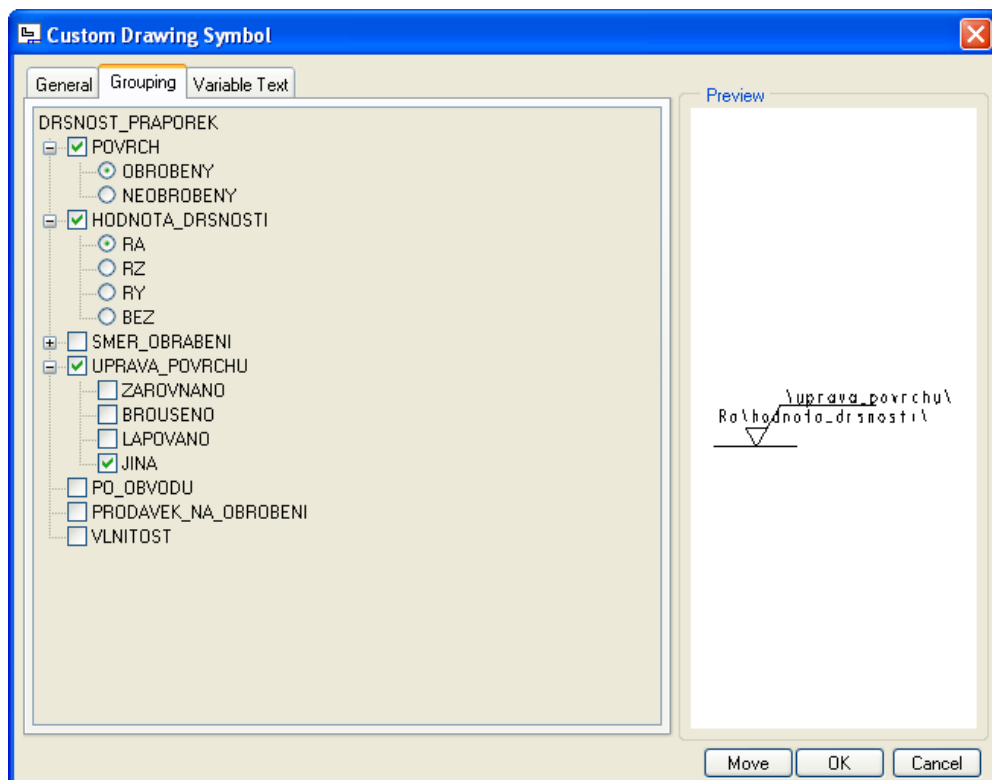 Custom Drawing Symbol
General Grouping Variable Text
DRSNOST_PRAPOREK
POVRCH
OBROBENY
NEOBROBENY
HODNOTA_DRSNOSTI
RA
RZ
RY
BEZ
SMER_OBRABENI
UPRAVA_POVRCHU
ZAROVNANO
BROUSENO
LAPOVANO
JINA
PO_OBVODU
PRODAVEK_NA_OBROBENI
VLNITOST
Preview
\uprava_povrchu\
Ra\hodnota_drsnosti\
Move OK Cancel